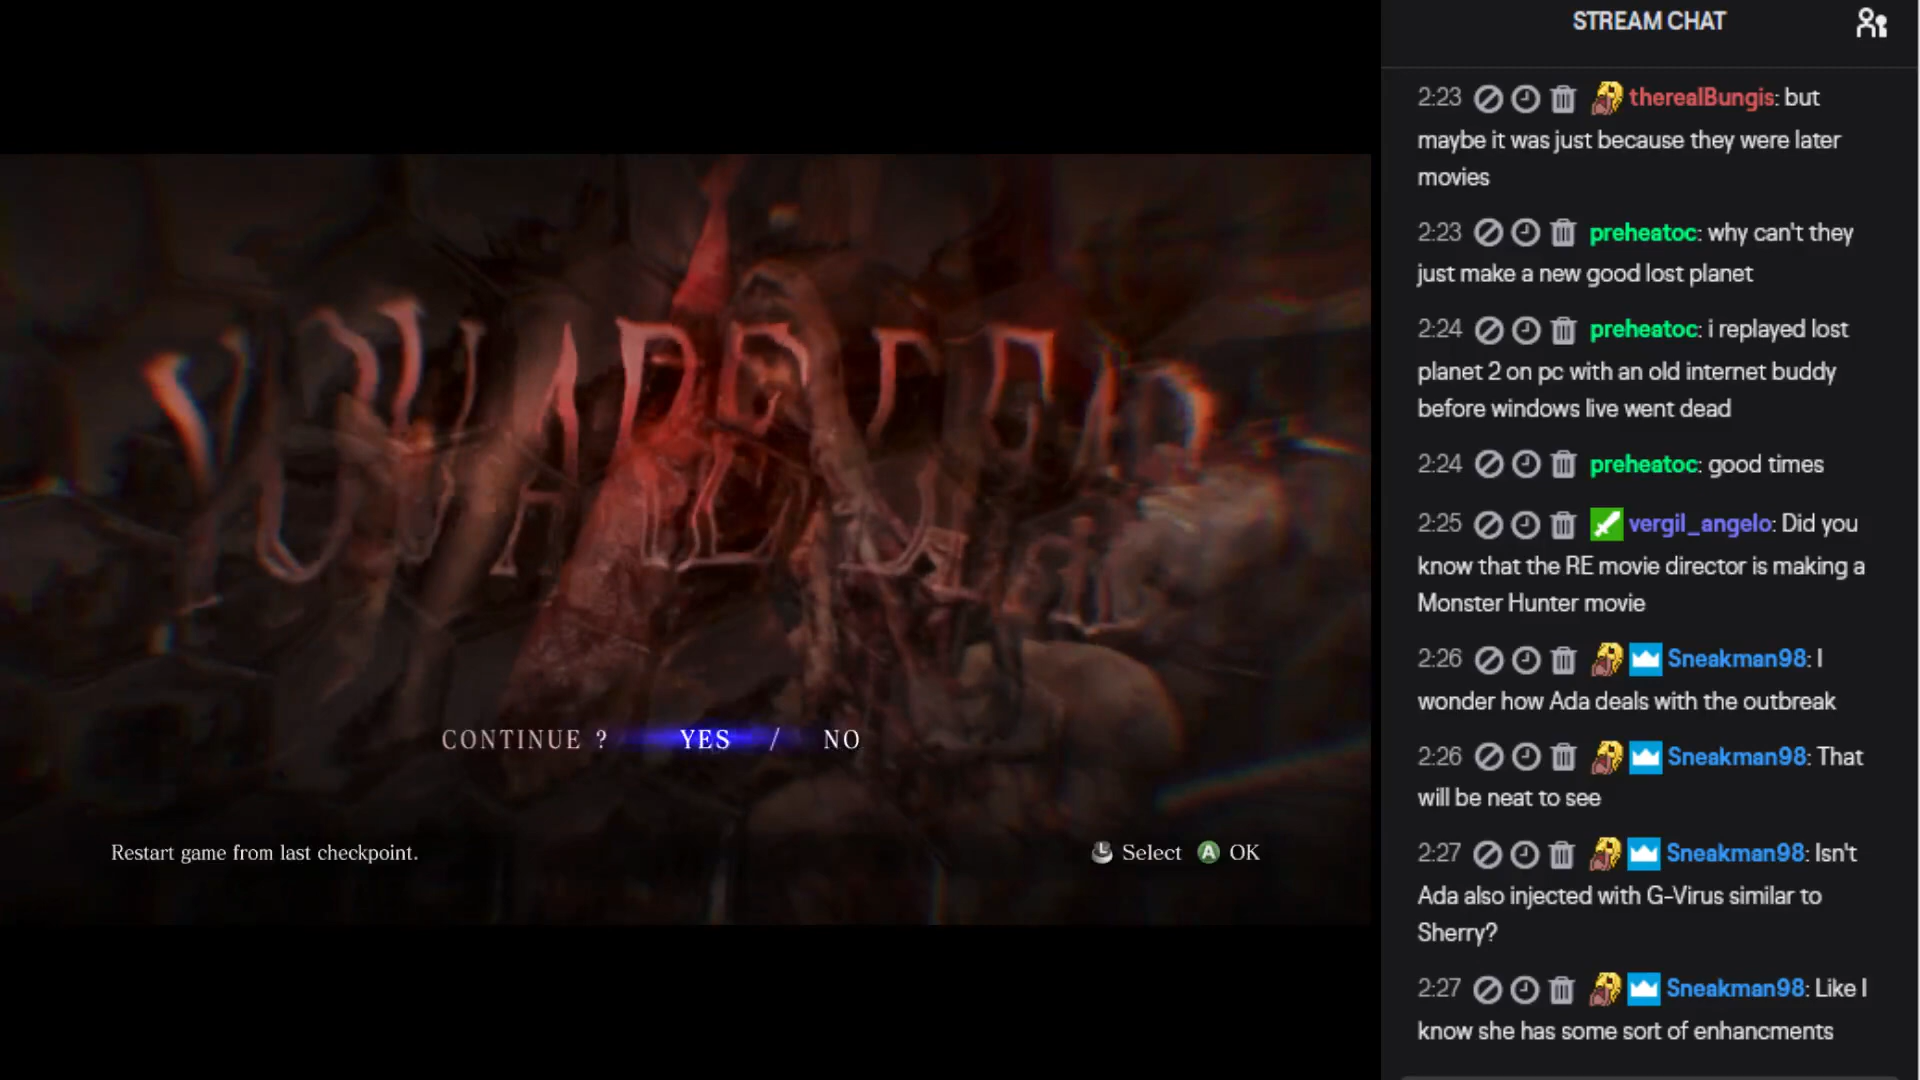 YOU ARE DEAD
CONTINUE ? YES / NO
Restart game from last checkpoint.
Select A OK
STREAM CHAT
2:23 therealBungis: but
maybe it was just because they were later
movies
2:23 preheatoc: why can't they
just make a new good lost planet
2:24 preheatoc: i replayed lost
planet 2 on pc with an old internet buddy
before windows live went dead
2:24 preheatoc: good times
2:25 vergil_angelo: Did you
know that the RE movie director is making a
Monster Hunter movie
2:26 Sneakman98: I
wonder how Ada deals with the outbreak
2:26 Sneakman98: That
will be neat to see
2:27 Sneakman98: Isn't
Ada also injected with G-Virus similar to
Sherry?
2:27 Sneakman98: Like I
know she has some sort of enhancments